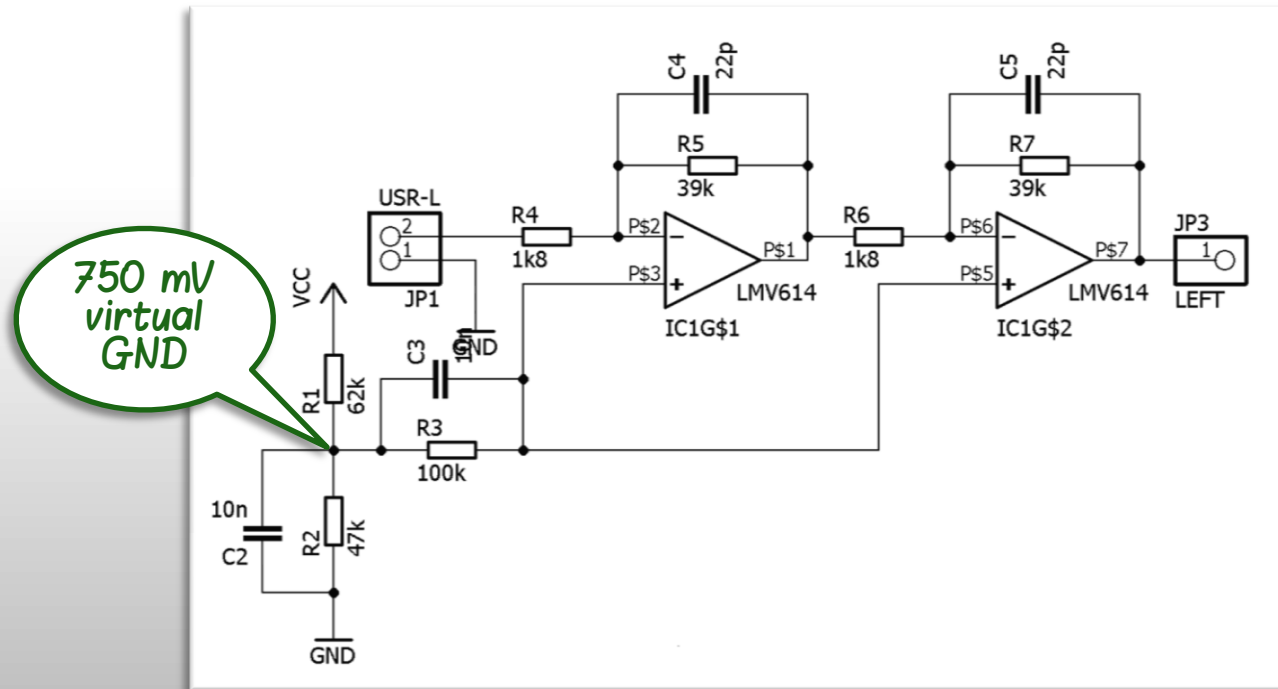 C4
22p
C5
22p
R5
39k
R7
39k
USR-L
2
1
JP1
R4
1k8
P$2
P$3
P$1
LMV614
IC1G$1
R6
1k8
P$6
P$5
P$7
LMV614
IC1G$2
JP3
1
LEFT
750 mV
virtual
GND
VCC
R1
62k
C3
GND
R3
100k
10n
C2
R2
47k
GND